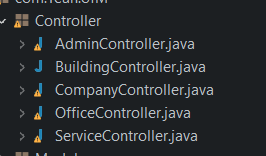 Controller
AdminController.java
BuildingController.java
CompanyController.java
OfficeController.java
ServiceController.java